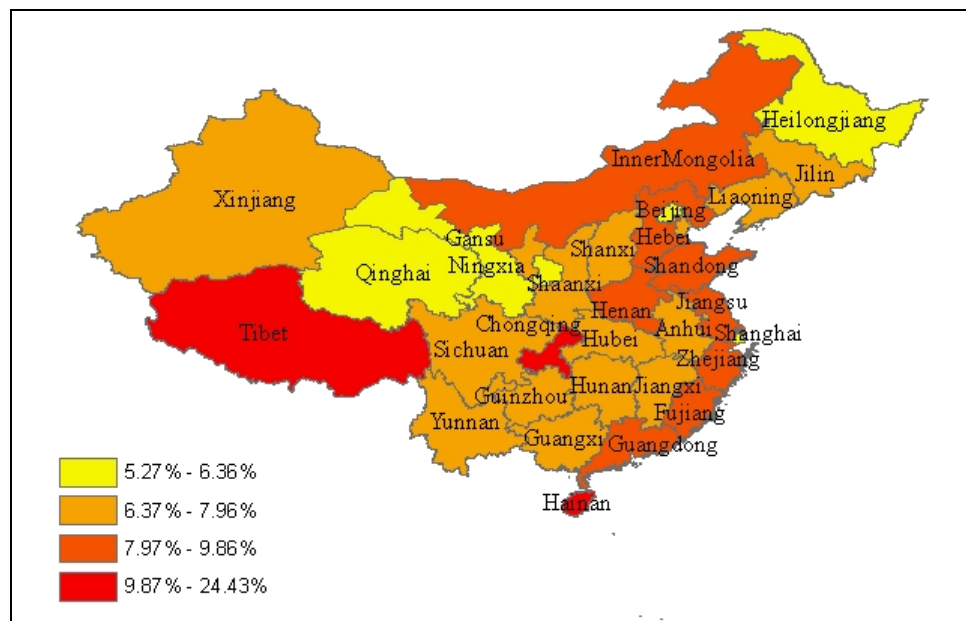 Heilongjiang
InnerMongolia
Jilin
Xinjiang
Liaoning
Beijing
Gansu
Shanxi
Hebei
Qinghai
Ningxia
Shandong
Shaanxi
Henan
Jiangsu
Tibet
Chongqing
Anhui
Shanghai
Sichuan
Hubei
Zhejiang
Guinzhou
Hunan
Jiangxi
Yunnan
Fujiang
Guangxi
Guangdong
Hainan
5.27% - 6.36%
6.37% - 7.96%
7.97% - 9.86%
9.87% - 24.43%